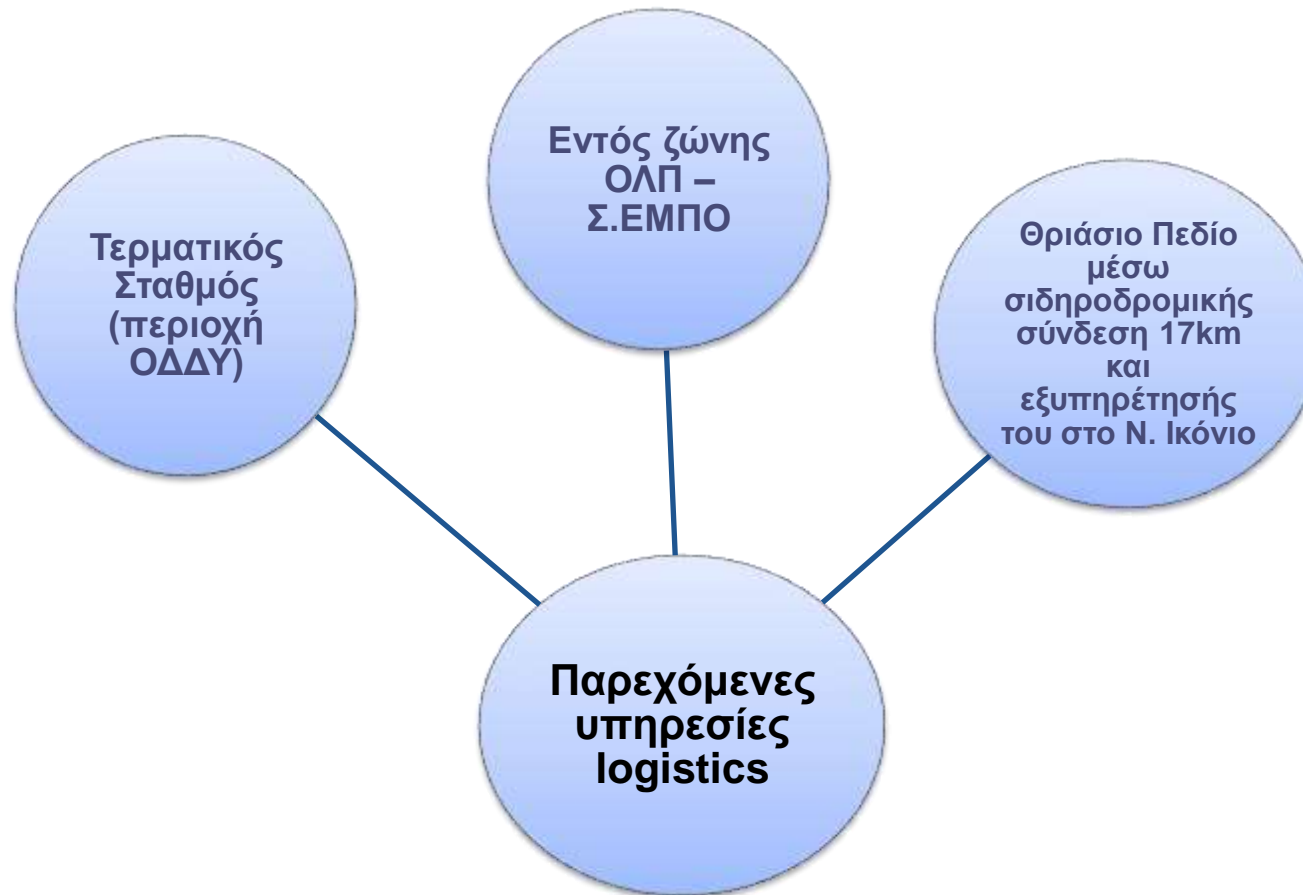 Εντός ζώνης
ΟΛΠ –
Σ.ΕΜΠΟ
Τερματικός
Σταθμός
(περιοχή
ΟΔΔΥ)
Θριάσιο Πεδίο
μέσω
σιδηροδρομικής
σύνδεση 17km
και
εξυπηρέτησής
του στο Ν. Ικόνιο
Παρεχόμενες
υπηρεσίες
logistics